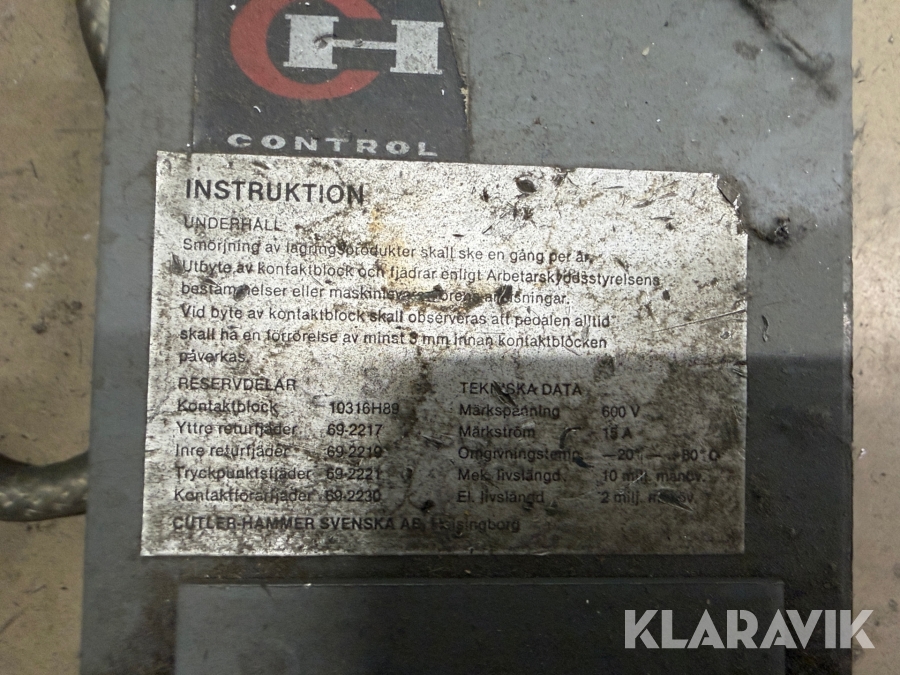 CH
CONTROL
INSTRUKTION
UNDERHÅLL
Smörjning av lagringsprodukter skall ske en gång per år.
Utbyte av kontaktblock och fjädrar enligt Arbetarskyddsstyrelsens
bestämmelser eller anvisningar.
Vid byte av kontaktblock skall observeras att pedalen alltid
skall ha en förrörelse av minst 3 mm innan kontaktblocken
påverkas.
RESERVDELAR
Kontaktblock 10316H89
Yttre returfjäder 69-2217
Inre returfjäder 69-2219
Tryckpunktsfjäder 69-2221
Kontaktförarfjäder 69-2230
TEKNISKA DATA
Märkspänning 600 V
Märkström 15 A
Omgivningstemp. —20° — +80° C
Mek. livslängd 10 milj. manöv.
El. livslängd 2 milj. manöv.
CUTLER-HAMMER SVENSKA AB, Hälsingborg
KLARAVIK